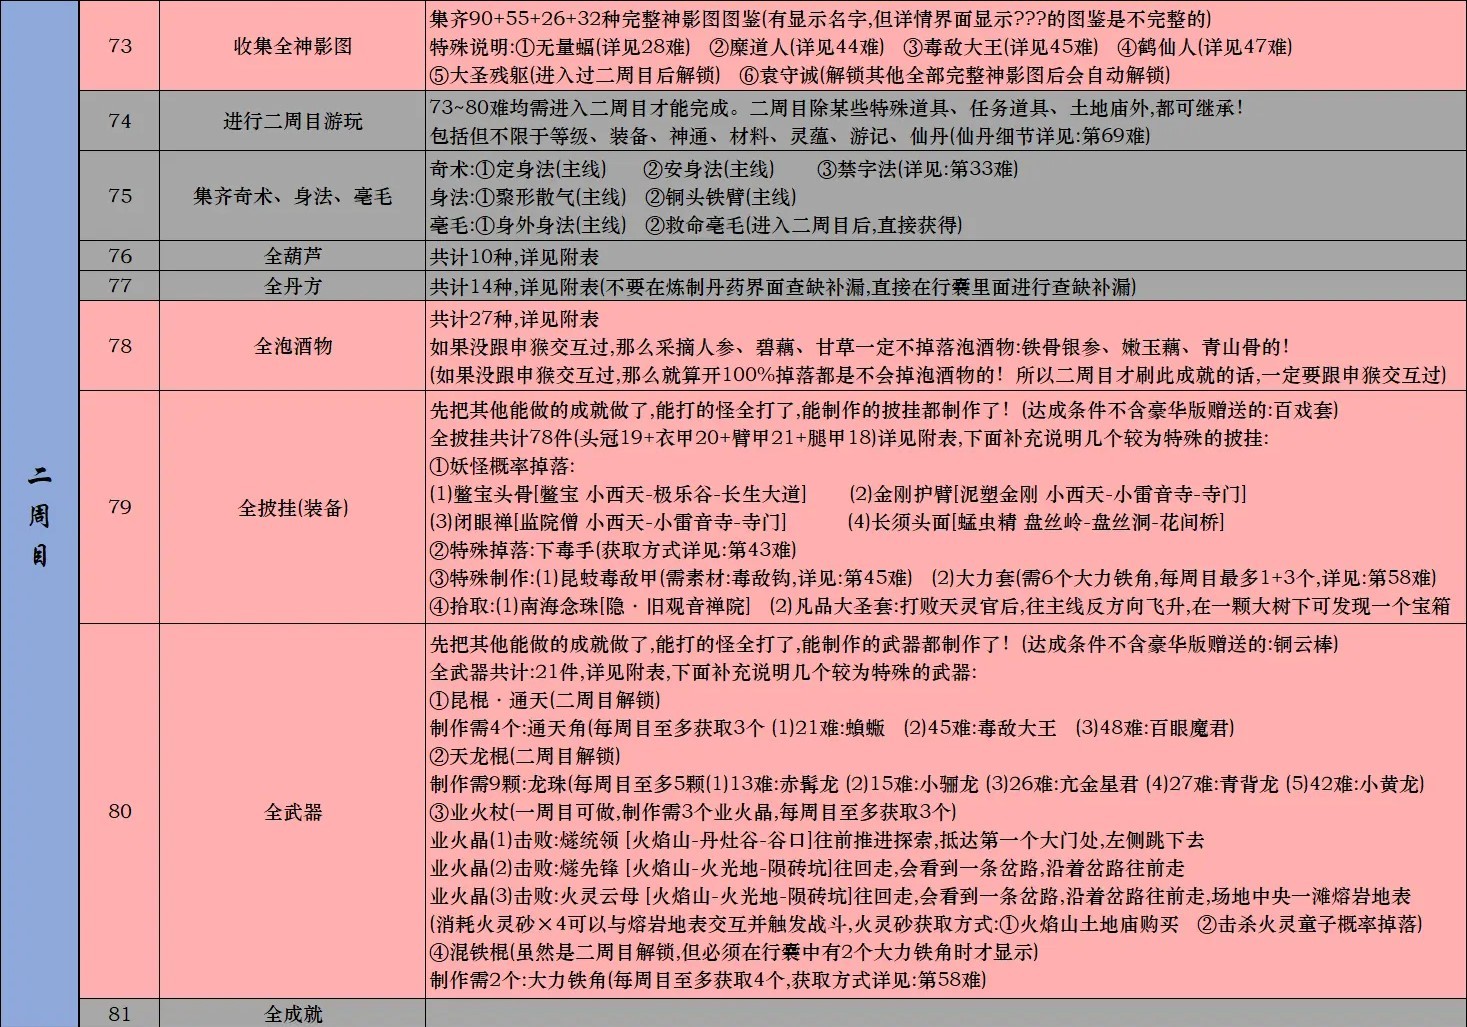 二周目
73
收集全神影图
集齐90+55+26+32种完整神影图图鉴(有显示名字,但详情界面显示???的图鉴是不完整的)
特殊说明:①无量蝠(详见28难) ②糜道人(详见44难) ③毒敌大王(详见45难) ④鹤仙人(详见47难)
⑤大圣残躯(进入过二周目后解锁) ⑥袁守诚(解锁其他全部完整神影图后会自动解锁)
74
进行二周目游玩
73~80难均需进入二周目才能完成。二周目除某些特殊道具、任务道具、土地庙外,都可继承!
包括但不限于等级、装备、神通、材料、灵蕴、游记、仙丹(仙丹细节详见:第69难)
75
集齐奇术、身法、毫毛
奇术:①定身法(主线) ②安身法(主线) ③禁字法(详见:第33难)
身法:①聚形散气(主线) ②铜头铁臂(主线)
毫毛:①身外身法(主线) ②救命毫毛(进入二周目后,直接获得)
76
全葫芦
共计10种,详见附表
77
全丹方
共计14种,详见附表(不要在炼制丹药界面查缺补漏,直接在行囊里面进行查缺补漏)
78
全泡酒物
共计27种,详见附表
如果没跟申猴交互过,那么采摘人参、碧藕、甘草一定不掉落泡酒物:铁骨银参、嫩玉藕、青山骨的!
(如果没跟申猴交互过,那么就算开100%掉落都是不会掉泡酒物的! 所以二周目才刷此成就的话,一定要跟申猴交互过)
79
全披挂(装备)
先把其他能做的成就做了,能打的怪全打了,能制作的披挂都制作了! (达成条件不含豪华版赠送的:百戏套)
全披挂共计78件(头冠19+衣甲20+臂甲21+腿甲18)详见附表,下面补充说明几个较为特殊的披挂:
①妖怪概率掉落:
(1)鳖宝头骨[鳖宝 小西天-极乐谷-长生大道] (2)金刚护臂[泥塑金刚 小西天-小雷音寺-寺门]
(3)闭眼禅[监院僧 小西天-小雷音寺-寺门] (4)长须头面[蜢虫精 盘丝岭-盘丝洞-花间桥]
②特殊掉落:下毒手(获取方式详见:第43难)
③特殊制作:(1)昆蚑毒敌甲(需素材:毒敌钩,详见:第45难) (2)大力套(需6个大力铁角,每周目最多1+3个,详见:第58难)
④拾取:(1)南海念珠[隐·旧观音禅院] (2)凡品大圣套:打败天灵官后,往主线反方向飞升,在一颗大树下可发现一个宝箱
80
全武器
先把其他能做的成就做了,能打的怪全打了,能制作的武器都制作了! (达成条件不含豪华版赠送的:铜云棒)
全武器共计:21件,详见附表,下面补充说明几个较为特殊的武器:
①昆棍·通天(二周目解锁)
制作需4个:通天角(每周目至多获取3个 (1)21难:蝜蝂 (2)45难:毒敌大王 (3)48难:百眼魔君)
②天龙棍(二周目解锁)
制作需9颗:龙珠(每周目至多5颗(1)13难:赤髯龙 (2)15难:小骊龙 (3)26难:亢金星君 (4)27难:青背龙 (5)42难:小黄龙)
③业火杖(一周目可做,制作需3个业火晶,每周目至多获取3个)
业火晶(1)击败:燧统领 [火焰山-丹灶谷-谷口]往前推进探索,抵达第一个大门处,左侧跳下去
业火晶(2)击败:燧先锋 [火焰山-火光地-陨砖坑]往回走,会看到一条岔路,沿着岔路往前走
业火晶(3)击败:火灵云母 [火焰山-火光地-陨砖坑]往回走,会看到一条岔路,沿着岔路往前走,场地中央一滩熔岩地表
(消耗火灵砂×4可以与熔岩地表交互并触发战斗,火灵砂获取方式:①火焰山土地庙购买 ②击杀火灵童子概率掉落)
④混铁棍(虽然是二周目解锁,但必须在行囊中有2个大力铁角时才显示)
制作需2个:大力铁角(每周目至多获取4个,获取方式详见:第58难)
81
全成就